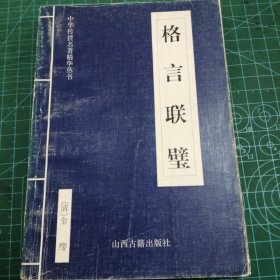 格言联璧
中华传世名著精华丛书
〔清〕金缨
山西古籍出版社